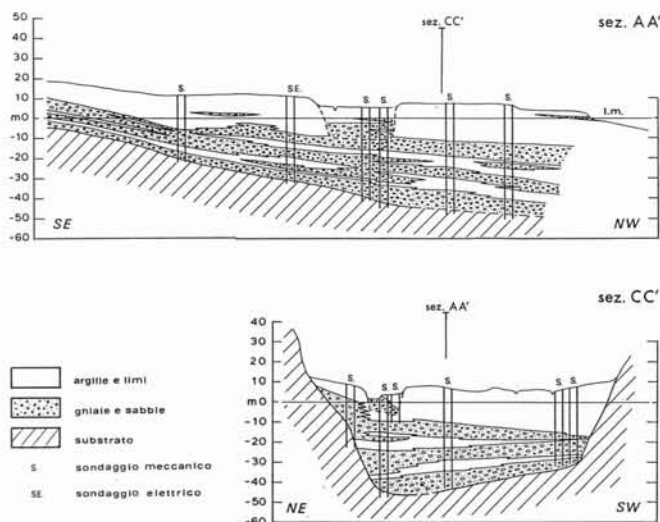 sez. CC'
sez. AA'
50
40
30
20
10
m0
-10
-20
-30
-40
-50
-60
S.
SE.
S. S.
S.
S.
l.m.
SE
NW
sez. CC'
sez. AA'
40
30
20
10
m0
-10
-20
-30
-40
-50
-60
S.
S. S.
S.
S. S.
NE
SW
argille e limi
ghiaie e sabbie
substrato
S. sondaggio meccanico
SE. sondaggio elettrico